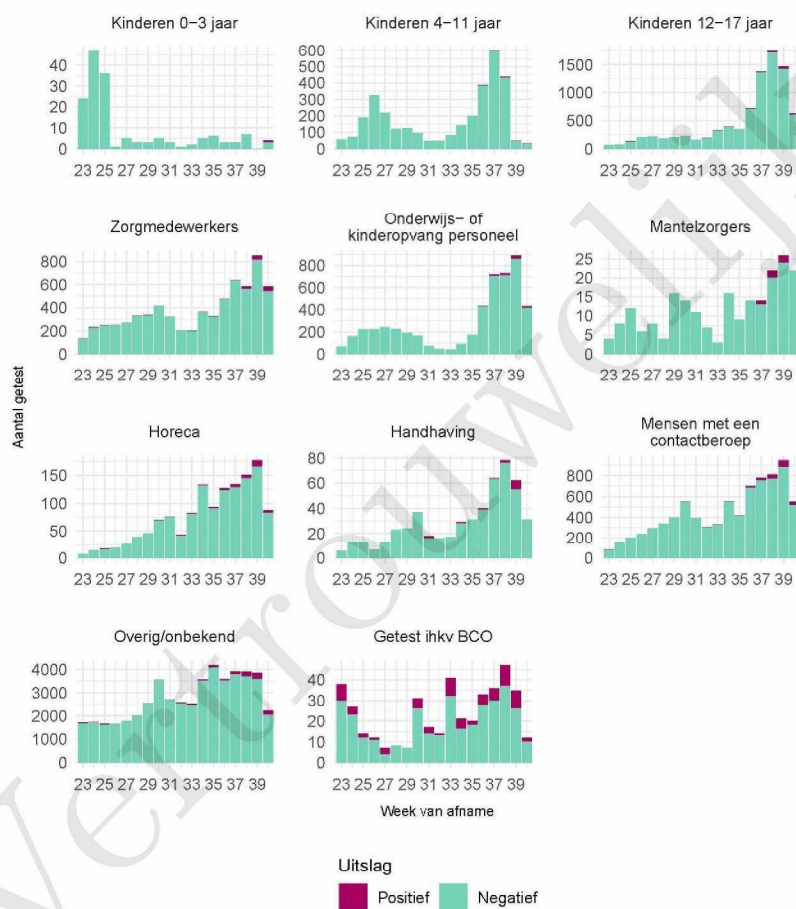 Kinderen 0−3 jaar
Kinderen 4−11 jaar
Kinderen 12−17 jaar
40
30
20
10
0
23 25 27 29 31 33 35 37 39
600
500
400
300
200
100
0
23 25 27 29 31 33 35 37 39
1500
1000
500
0
23 25 27 29 31 33 35 37 39
Zorgmedewerkers
Onderwijs− of
kinderopvang personeel
Mantelzorgers
800
600
400
200
0
23 25 27 29 31 33 35 37 39
800
600
400
200
0
23 25 27 29 31 33 35 37 39
25
20
15
10
5
0
23 25 27 29 31 33 35 37 39
Aantal getest
Horeca
Handhaving
Mensen met een
contactberoep
150
100
50
0
23 25 27 29 31 33 35 37 39
80
60
40
20
0
23 25 27 29 31 33 35 37 39
800
600
400
200
0
23 25 27 29 31 33 35 37 39
Overig/onbekend
Getest ihkv BCO
4000
3000
2000
1000
0
23 25 27 29 31 33 35 37 39
40
30
20
10
0
23 25 27 29 31 33 35 37 39
Week van afname
Uitslag
Positief Negatief
Vertrouwelijk